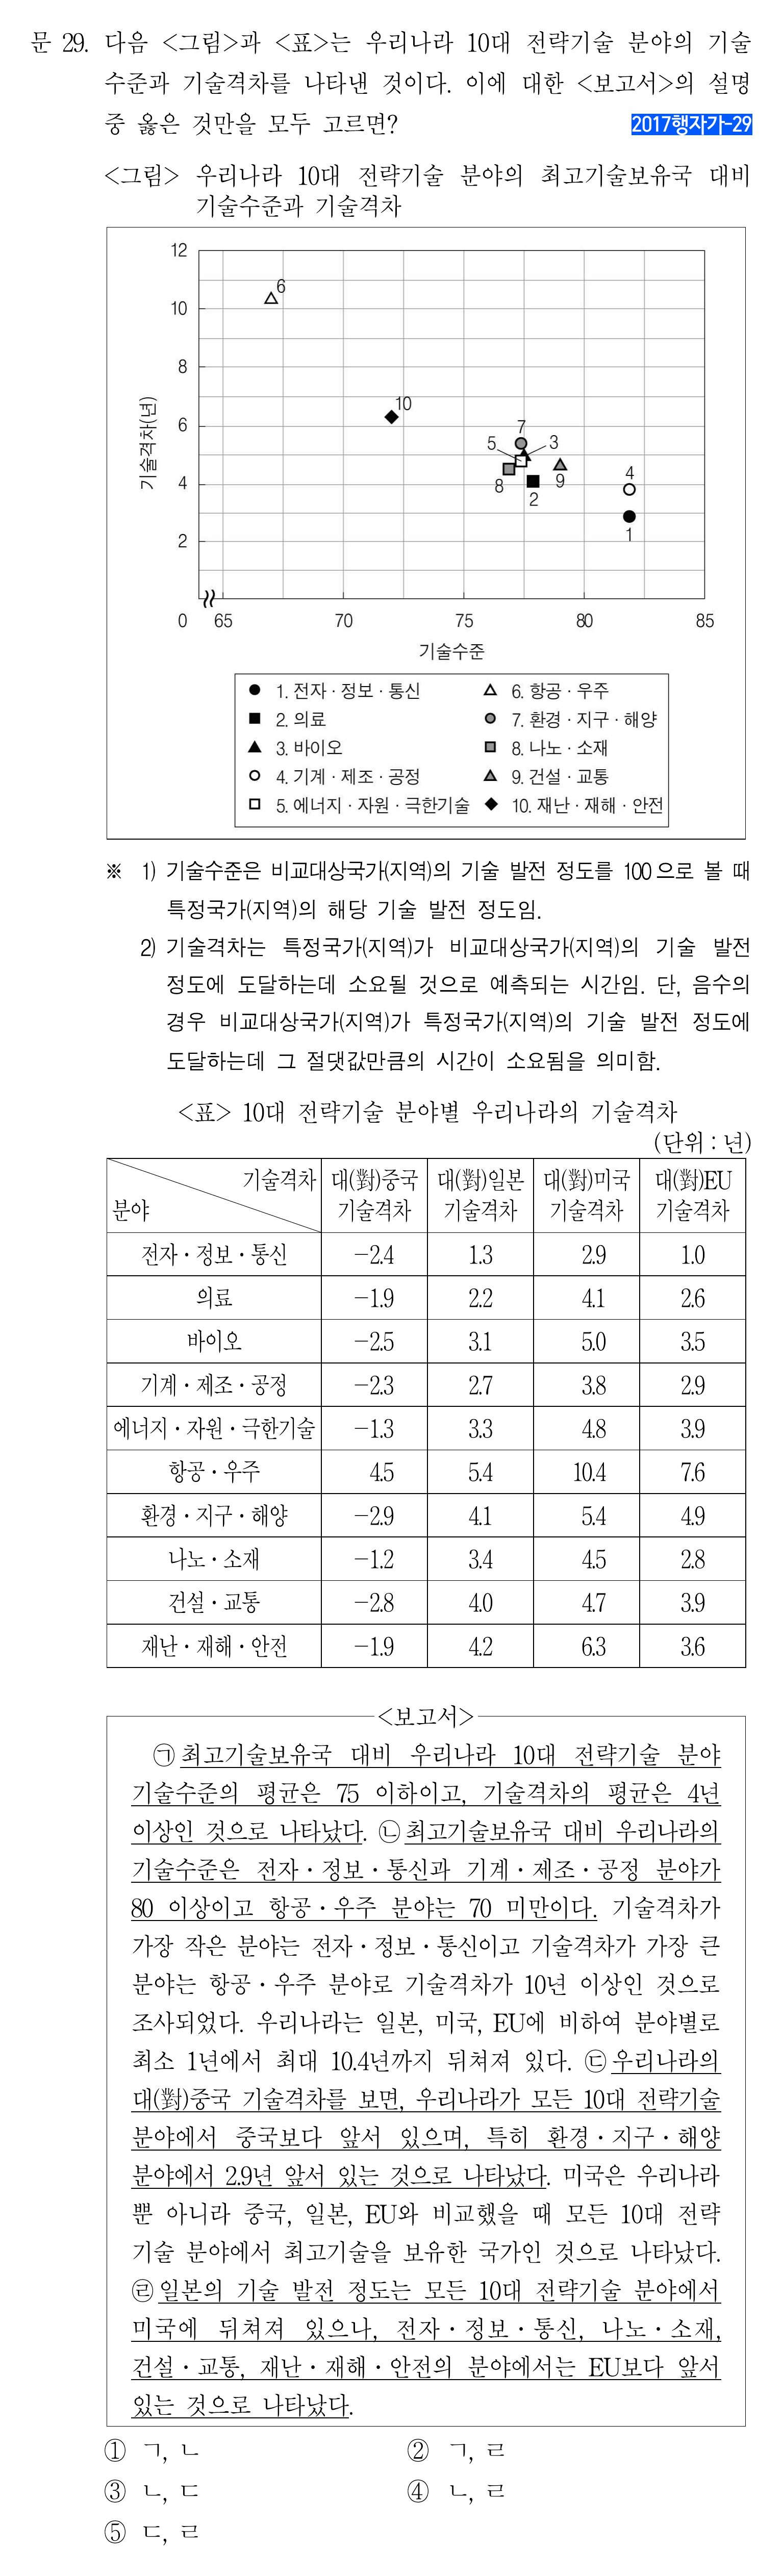 문 29. 다음 <그림>과 <표>는 우리나라 10대 전략기술 분야의 기술
수준과 기술격차를 나타낸 것이다. 이에 대한 <보고서>의 설명
중 옳은 것만을 모두 고르면?
2017행자가-29
<그림> 우리나라 10대 전략기술 분야의 최고기술보유국 대비
기술수준과 기술격차
12
10
8
6
4
2
0
기술격차(년)
6
10
7
5
3
8
2
9
4
1
65 70 75 80 85
기술수준
● 1. 전자·정보·통신 △ 6. 항공·우주
■ 2. 의료 ● 7. 환경·지구·해양
▲ 3. 바이오 ■ 8. 나노·소재
○ 4. 기계·제조·공정 ▲ 9. 건설·교통
□ 5. 에너지·자원·극한기술 ◆ 10. 재난·재해·안전
※ 1) 기술수준은 비교대상국가(지역)의 기술 발전 정도를 100으로 볼 때
특정국가(지역)의 해당 기술 발전 정도임.
2) 기술격차는 특정국가(지역)가 비교대상국가(지역)의 기술 발전
정도에 도달하는데 소요될 것으로 예측되는 시간임. 단, 음수의
경우 비교대상국가(지역)가 특정국가(지역)의 기술 발전 정도에
도달하는데 그 절댓값만큼의 시간이 소요됨을 의미함.
<표> 10대 전략기술 분야별 우리나라의 기술격차
(단위 : 년)
기술격차 대(對)중국 대(對)일본 대(對)미국 대(對)EU
분야 기술격차 기술격차 기술격차 기술격차
전자·정보·통신 -2.4 1.3 2.9 1.0
의료 -1.9 2.2 4.1 2.6
바이오 -2.5 3.1 5.0 3.5
기계·제조·공정 -2.3 2.7 3.8 2.9
에너지·자원·극한기술 -1.3 3.3 4.8 3.9
항공·우주 4.5 5.4 10.4 7.6
환경·지구·해양 -2.9 4.1 5.4 4.9
나노·소재 -1.2 3.4 4.5 2.8
건설·교통 -2.8 4.0 4.7 3.9
재난·재해·안전 -1.9 4.2 6.3 3.6
<보고서>
㉠ 최고기술보유국 대비 우리나라 10대 전략기술 분야
기술수준의 평균은 75 이하이고, 기술격차의 평균은 4년
이상인 것으로 나타났다. ㉡ 최고기술보유국 대비 우리나라의
기술수준은 전자·정보·통신과 기계·제조·공정 분야가
80 이상이고 항공·우주 분야는 70 미만이다. 기술격차가
가장 작은 분야는 전자·정보·통신이고 기술격차가 가장 큰
분야는 항공·우주 분야로 기술격차가 10년 이상인 것으로
조사되었다. 우리나라는 일본, 미국, EU에 비하여 분야별로
최소 1년에서 최대 10.4년까지 뒤쳐져 있다. ㉢ 우리나라의
대(對)중국 기술격차를 보면, 우리나라가 모든 10대 전략기술
분야에서 중국보다 앞서 있으며, 특히 환경·지구·해양
분야에서 2.9년 앞서 있는 것으로 나타났다. 미국은 우리나라
뿐 아니라 중국, 일본, EU와 비교했을 때 모든 10대 전략
기술 분야에서 최고기술을 보유한 국가인 것으로 나타났다.
㉣ 일본의 기술 발전 정도는 모든 10대 전략기술 분야에서
미국에 뒤쳐져 있으나, 전자·정보·통신, 나노·소재,
건설·교통, 재난·재해·안전의 분야에서는 EU보다 앞서
있는 것으로 나타났다.
① ㄱ, ㄴ ② ㄱ, ㄹ
③ ㄴ, ㄷ ④ ㄴ, ㄹ
⑤ ㄷ, ㄹ